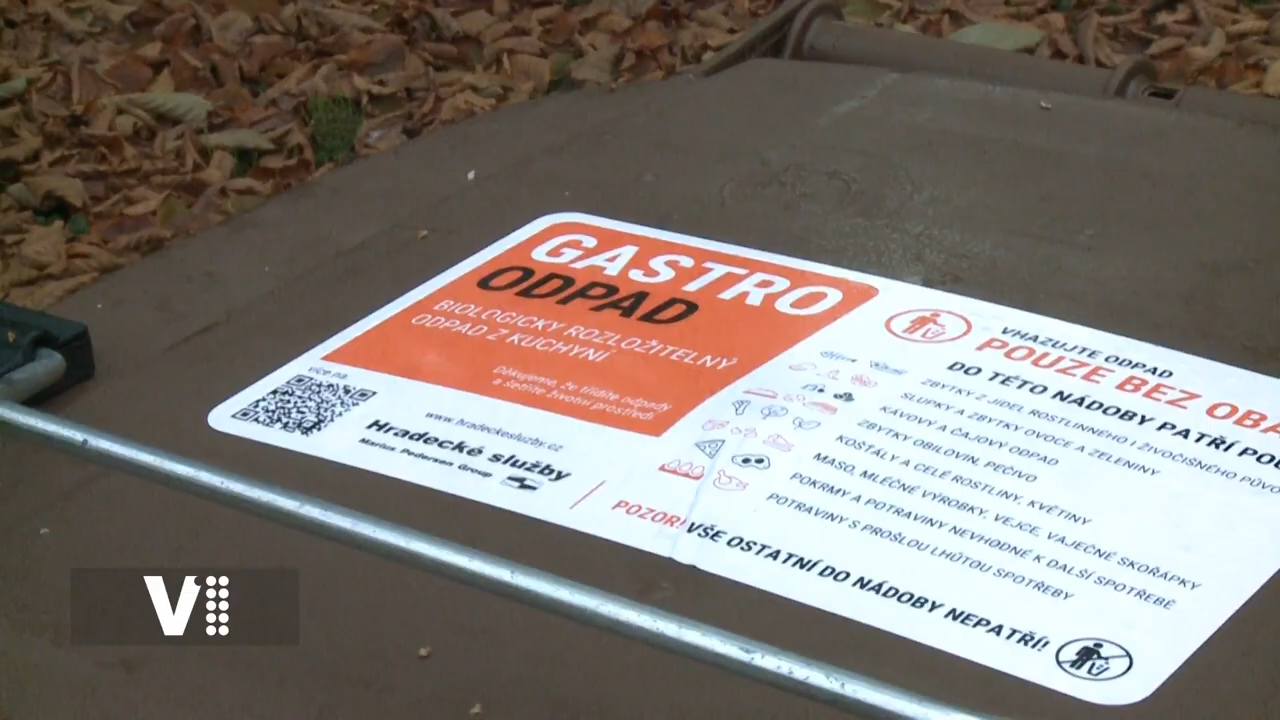 GASTRO
ODPAD
BIOLOGICKY ROZLOŽITELNÝ
ODPAD Z KUCHYNÍ
Děkujeme, že třídíte odpady
a šetříte životní prostředí
více na
www.hradeckesluzby.cz
Hradecké služby
Marius Pedersen Group
VHAZUJTE ODPAD
POUZE BEZ OBA
DO TÉTO NÁDOBY PATŘÍ POU
ZBYTKY Z JÍDEL ROSTLINNÉHO I ŽIVOČIŠNÉHO PŮVO
SLUPKY A ZBYTKY OVOCE A ZELENINY
KÁVOVÝ A ČAJOVÝ ODPAD
ZBYTKY OBILOVIN, PEČIVO
KOŠŤÁLY A CELÉ ROSTLINY, KVĚTINY
MASO, MLÉČNÉ VÝROBKY, VEJCE, VAJEČNÉ SKOŘÁPKY
POKRMY A POTRAVINY NEVHODNÉ K DALŠÍ SPOTŘEBĚ
POTRAVINY S PROŠLOU LHŮTOU SPOTŘEBY
POZOR! VŠE OSTATNÍ DO NÁDOBY NEPATŘÍ!
V